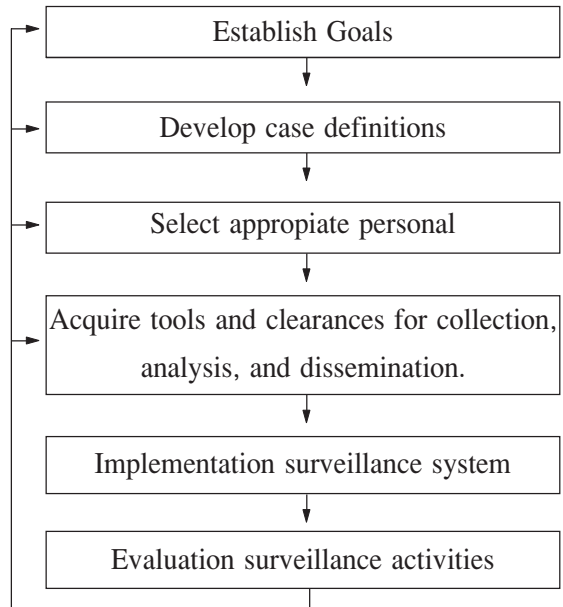 Establish Goals
Develop case definitions
Select appropiate personal
Acquire tools and clearances for collection,
analysis, and dissemination.
Implementation surveillance system
Evaluation surveillance activities